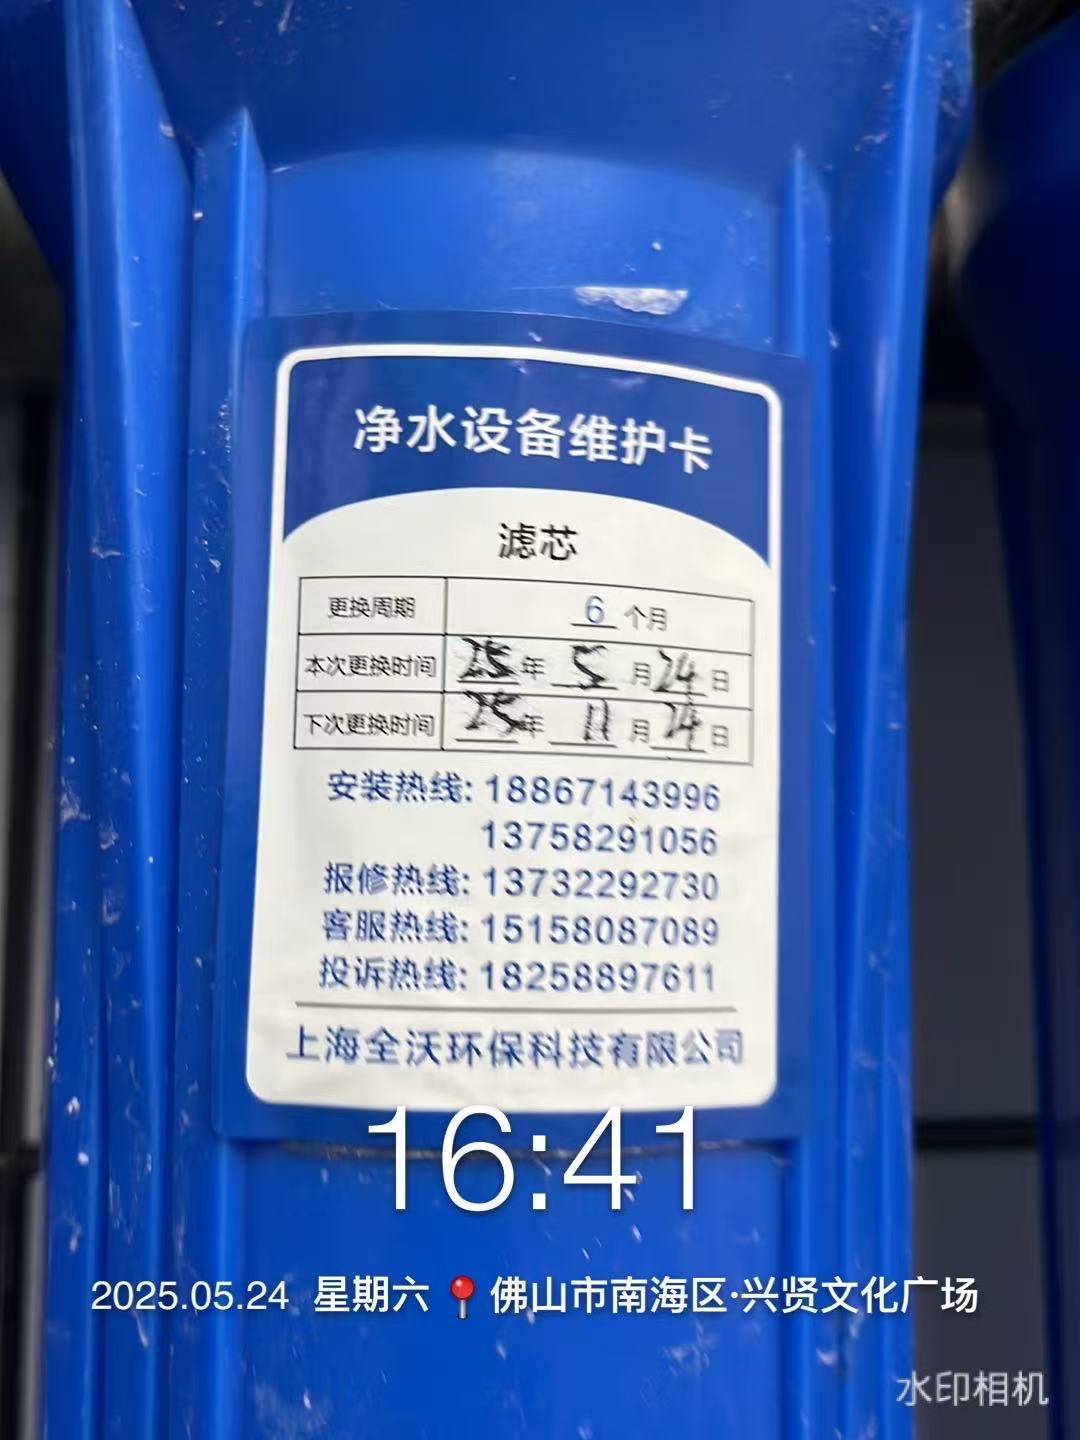 净水设备维护卡
滤芯
更换周期 6 个月
本次更换时间 25年 5 月 24 日
下次更换时间 25年 11 月 24 日
安装热线: 18867143996
13758291056
报修热线: 13732292730
客服热线: 15158087089
投诉热线: 18258897611
上海全沃环保科技有限公司
16:41
2025.05.24 星期六 📍 佛山市南海区·兴贤文化广场
水印相机